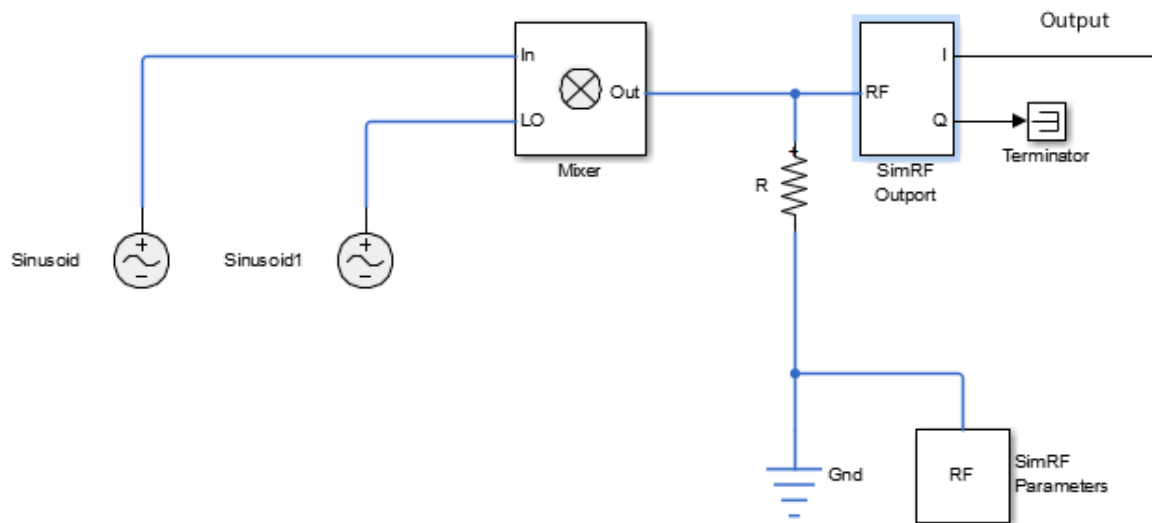 Output
In
I
Out
RF
LO
Q
Mixer
Terminator
SimRF
Outport
R
+
Sinusoid
−
+
Sinusoid1
−
Gnd
RF
SimRF
Parameters